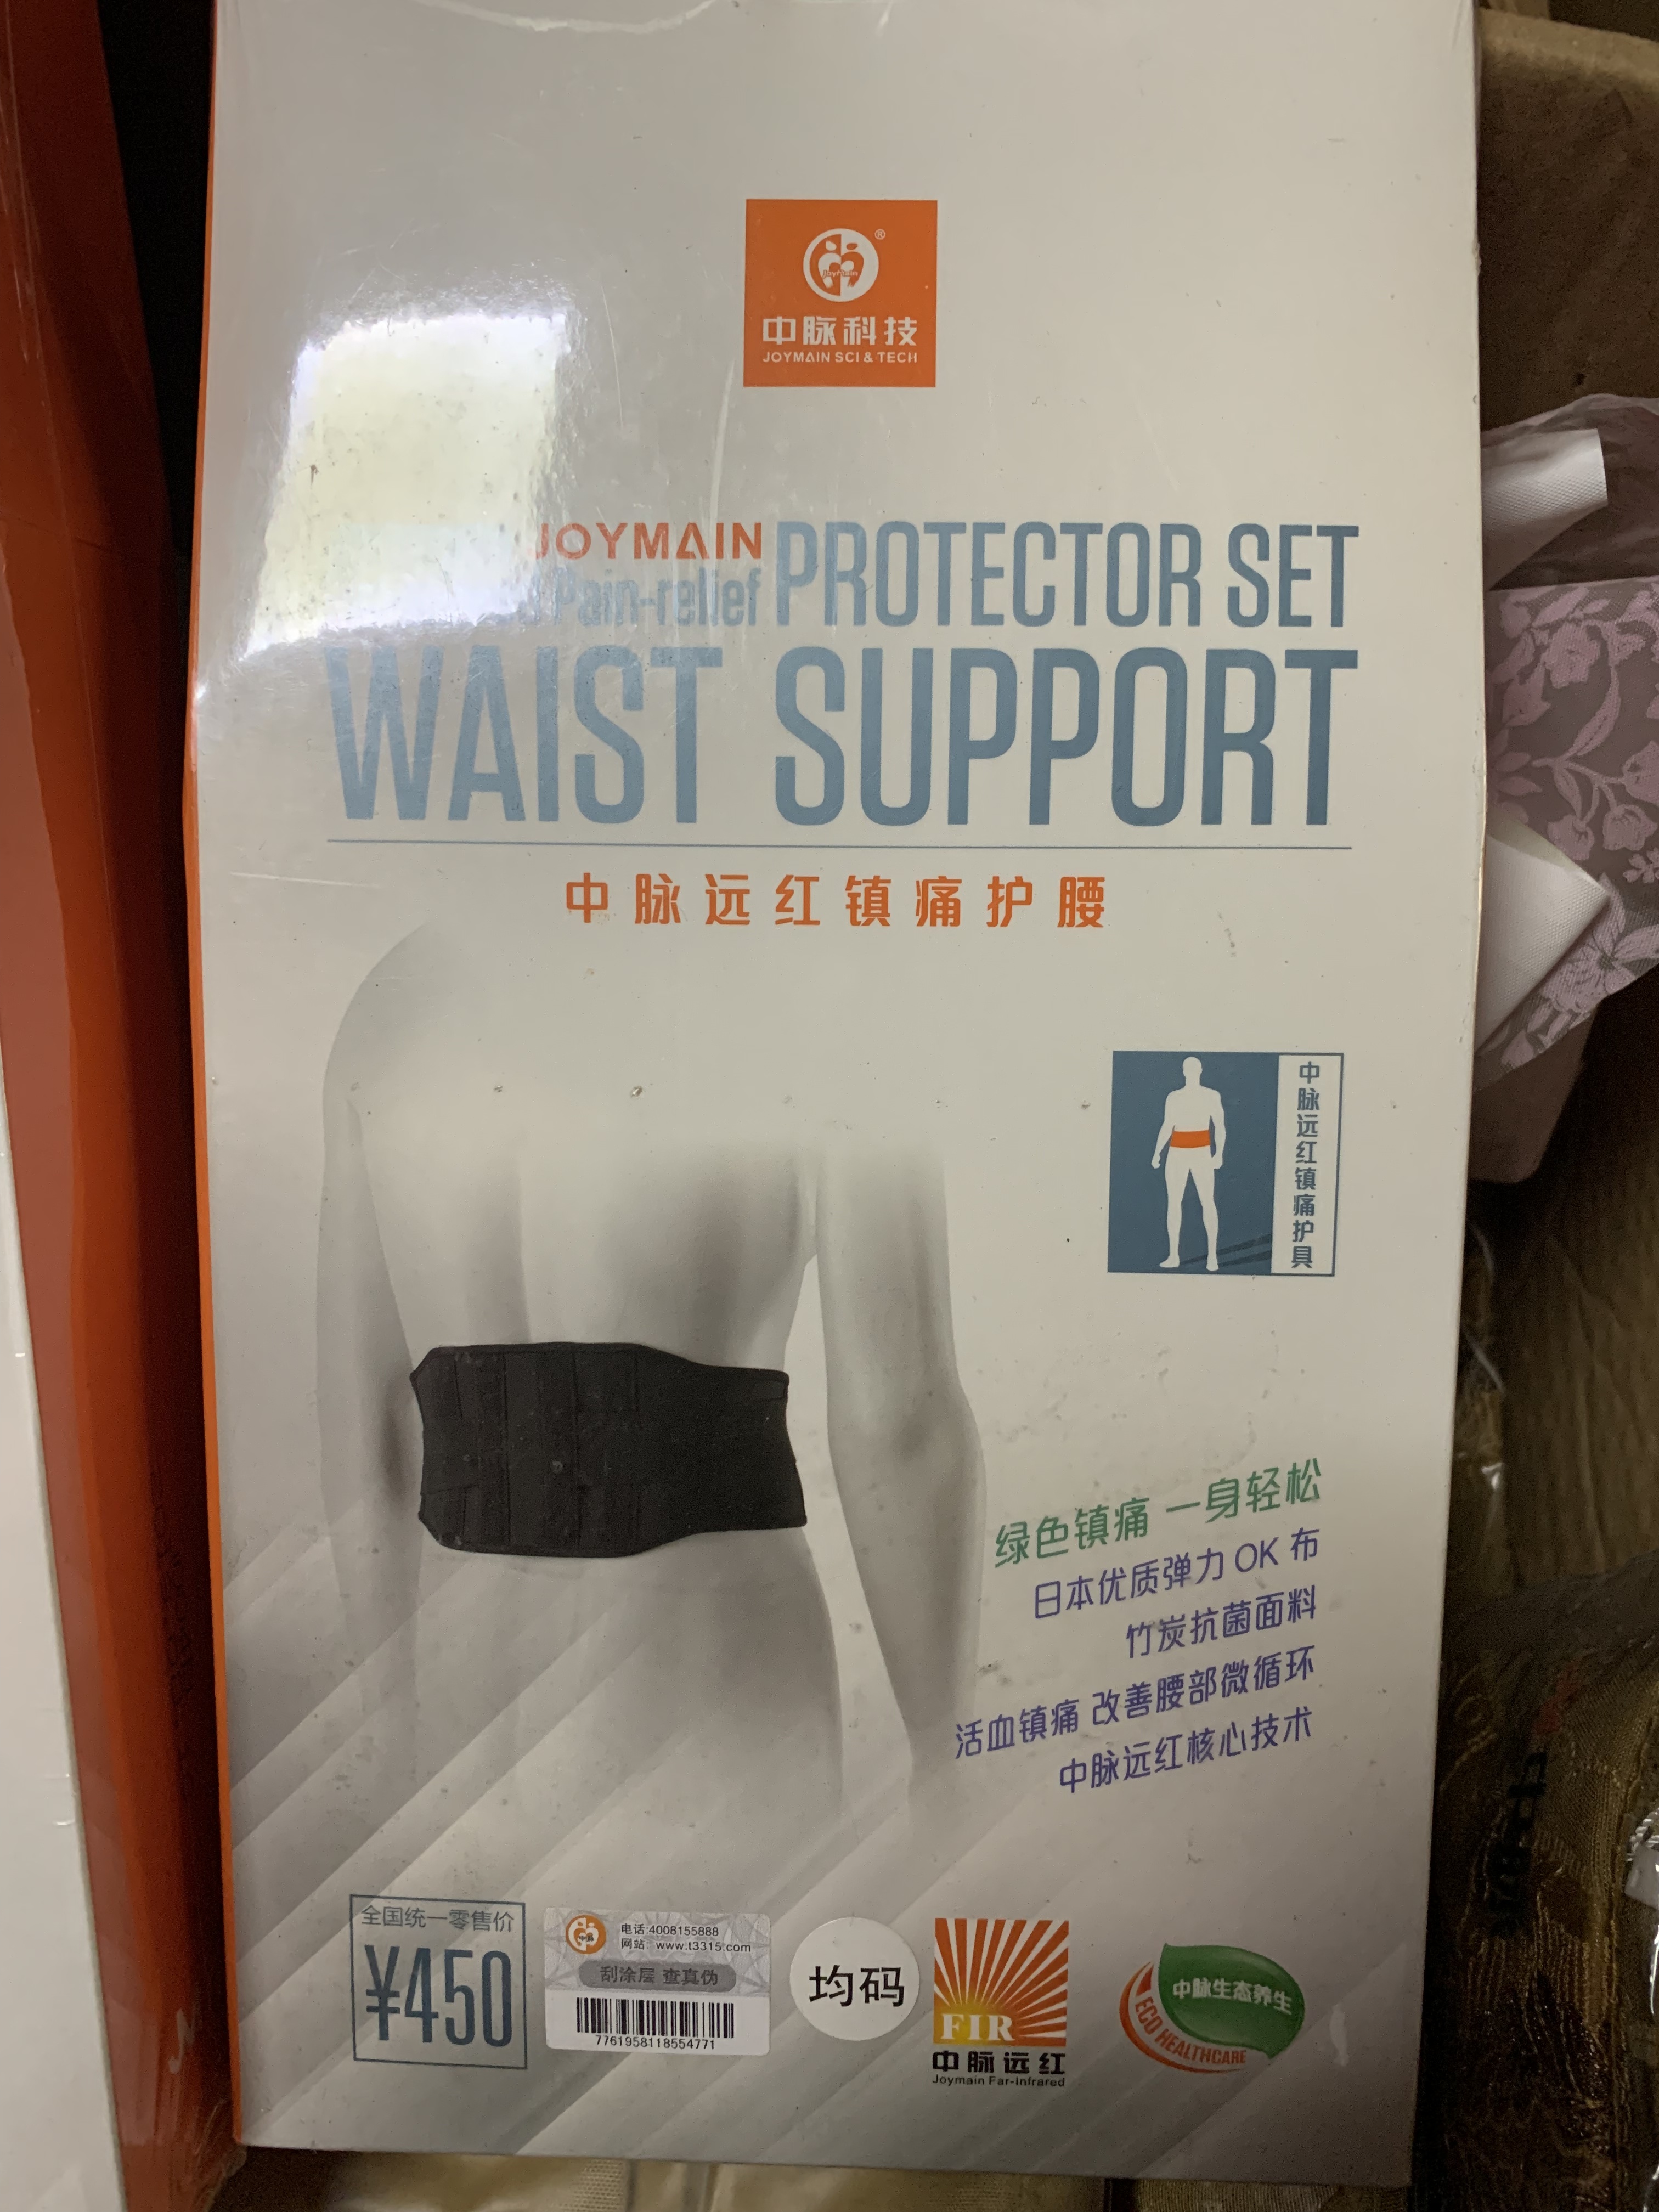 JoyMain
®
中脉科技
JOYMAIN SCI & TECH
JOYMAIN
Pain-relief PROTECTOR SET
WAIST SUPPORT
中脉远红镇痛护腰
中脉远红镇痛护具
绿色镇痛 一身轻松
日本优质弹力 OK 布
竹炭抗菌面料
活血镇痛 改善腰部微循环
中脉远红核心技术
全国统一零售价
¥450
电话:4008155888
网站: www.t3315.com
刮涂层 查真伪
7761958118554771
均码
FIR
中脉远红
Joymain Far-Infrared
中脉生态养生
ECO HEALTHCARE